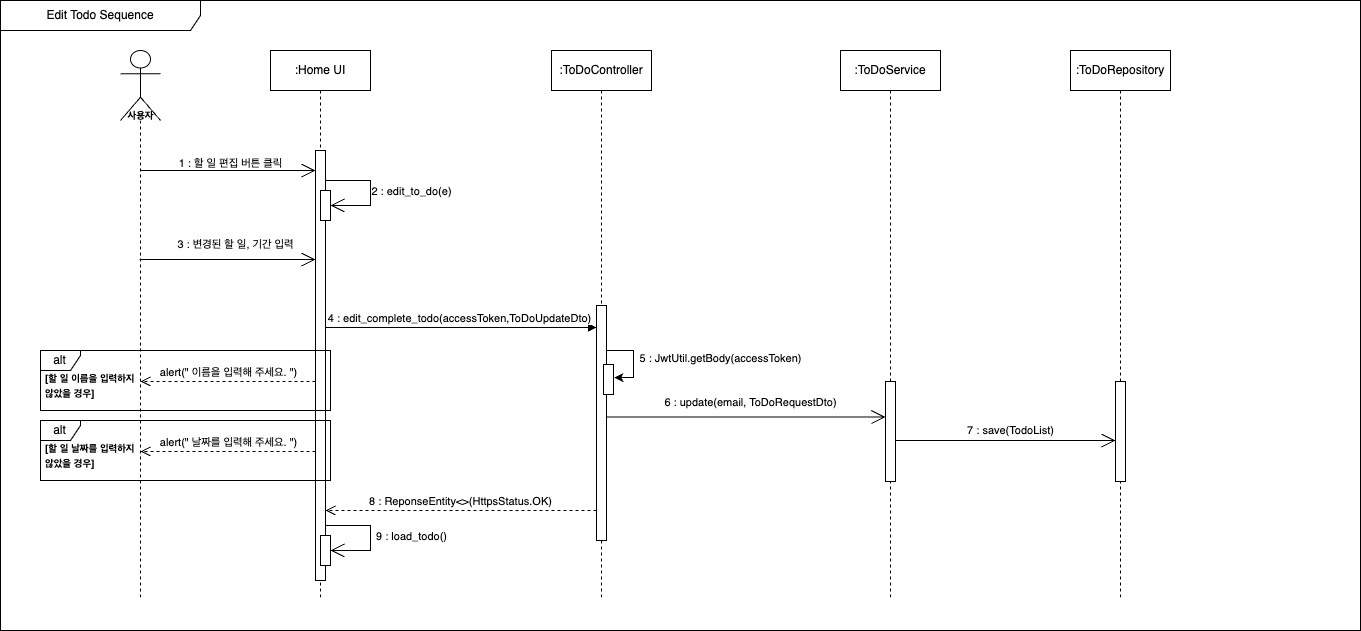 Edit Todo Sequence
:Home UI
:ToDoController
:ToDoService
:ToDoRepository
사용자
1 : 할 일 편집 버튼 클릭
2 : edit_to_do(e)
3 : 변경된 할 일, 기간 입력
4 : edit_complete_todo(accessToken,ToDoUpdateDto)
5 : JwtUtil.getBody(accessToken)
alt
[할 일 이름을 입력하지
않았을 경우]
alert(" 이름을 입력해 주세요. ")
6 : update(email, ToDoRequestDto)
7 : save(TodoList)
alt
[할 일 날짜를 입력하지
않았을 경우]
alert(" 날짜를 입력해 주세요. ")
8 : ReponseEntity<>(HttpsStatus.OK)
9 : load_todo()